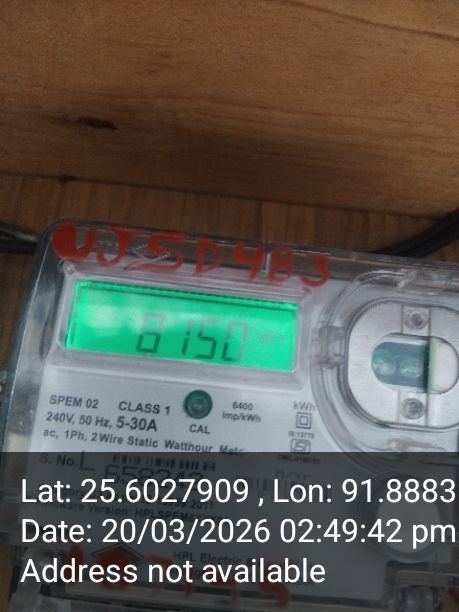 UJSD483
8150
SPEM 02 CLASS 1
6400
imp/kWh
kWh
240V, 50 Hz, 5-30A
CAL
ac, 1Ph, 2Wire Static Watthour
S. No.
Lat: 25.6027909 , Lon: 91.8883
Date: 20/03/2026 02:49:42 pm
HPL Electric
Address not available